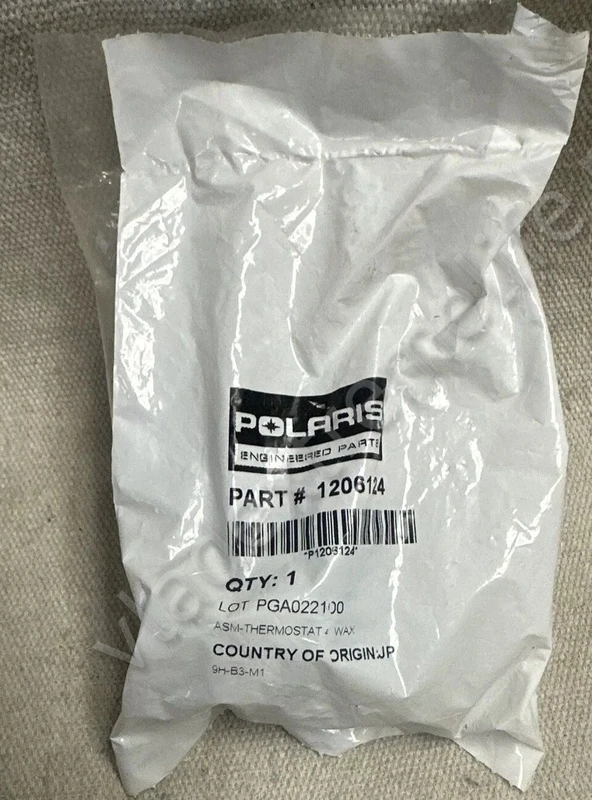 POLARIS
ENGINEERED PARTS
PART # 1206124
*P1206124*
QTY: 1
LOT PGA022100
ASM-THERMOSTAT WAX
COUNTRY OF ORIGIN:JP
9H-B3-M1